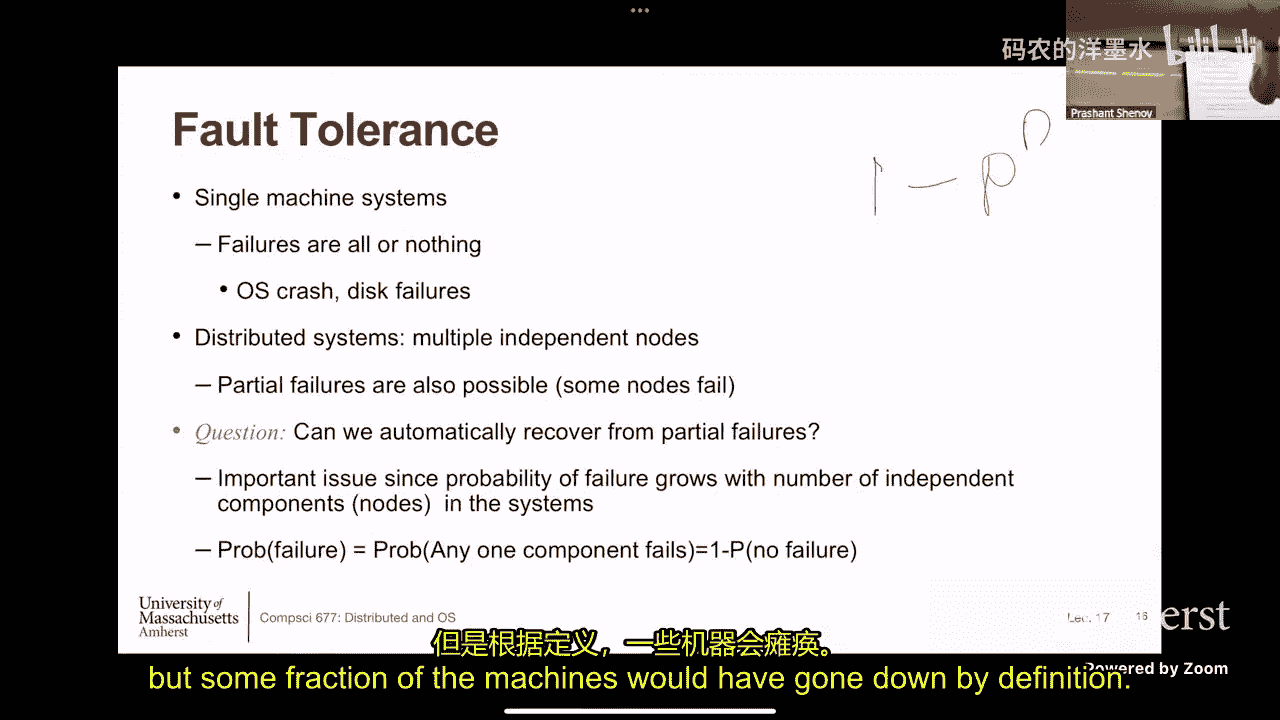 码农的洋墨水 bilibili
Prashant Shenoy
Fault Tolerance
1 - p^n
• Single machine systems
– Failures are all or nothing
• OS crash, disk failures
• Distributed systems: multiple independent nodes
– Partial failures are also possible (some nodes fail)
• Question: Can we automatically recover from partial failures?
– Important issue since probability of failure grows with number of independent
components (nodes) in the systems
– Prob(failure) = Prob(Any one component fails)=1-P(no failure)
University of
Massachusetts
Amherst
Compsci 677: Distributed and OS
Lec. 17
16
erst
但是根据定义，一些机器会瘫痪。
Powered by Zoom
but some fraction of the machines would have gone down by definition.